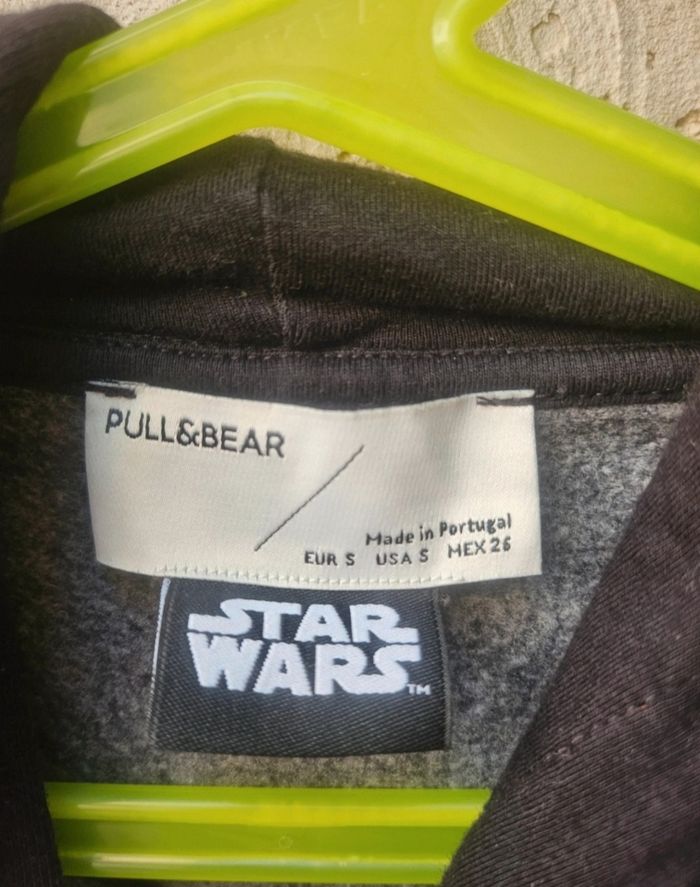 PULL&BEAR
Made in Portugal
EUR S USA S MEX 26
STAR
WARS
TM